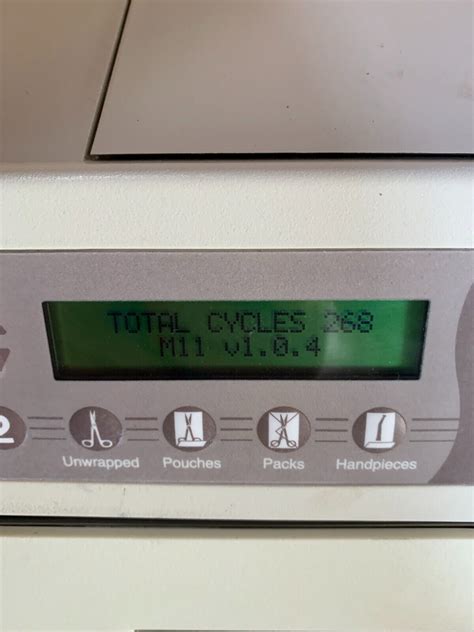 TOTAL CYCLES 268
M11 v1.0.4
Unwrapped
Pouches
Packs
Handpieces